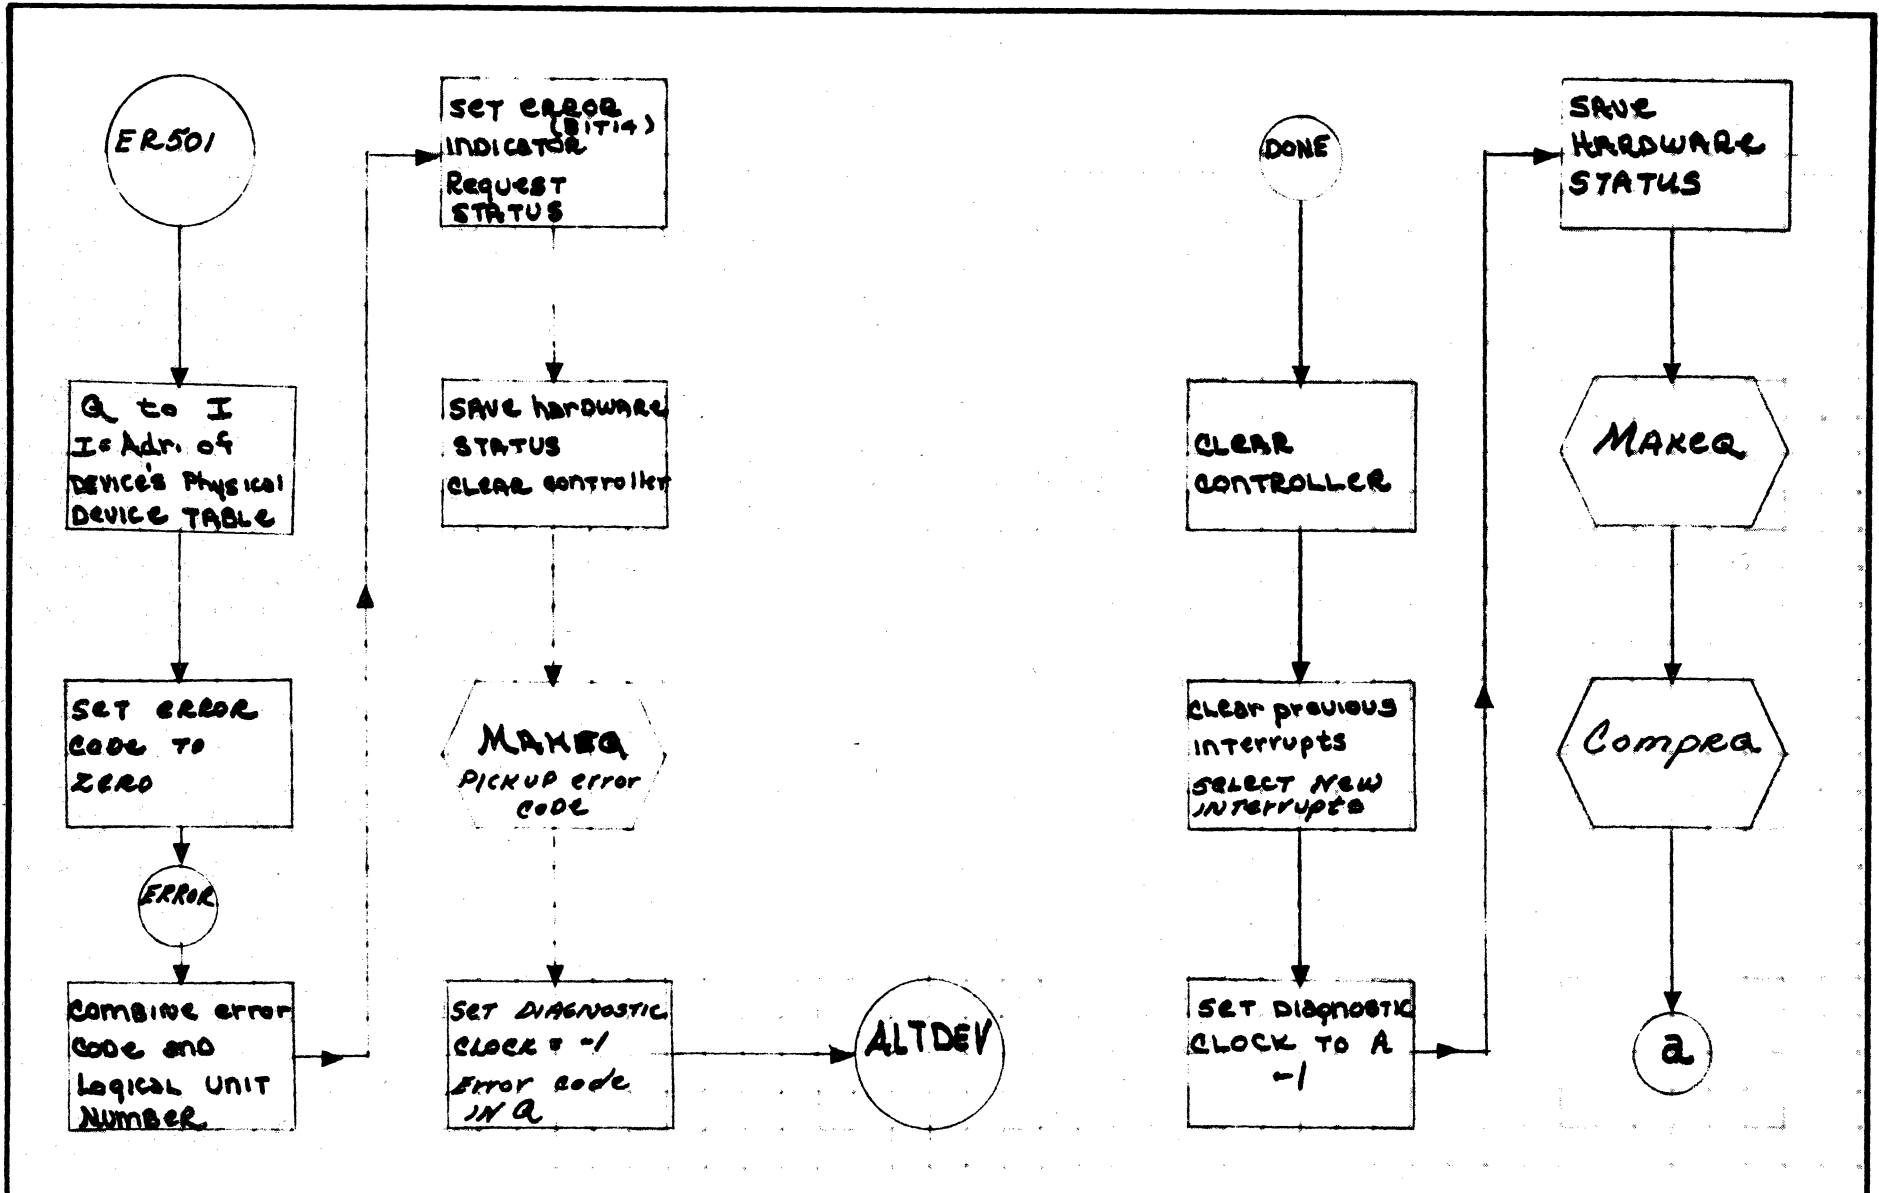 ER501
Q to I
I = Adr. of
DEVICE'S Physical
DEVICE TABLE
SET ERROR
CODE TO
ZERO
ERROR
COMBINE error
CODE AND
Logical UNIT
NUMBER
SET ERROR
(BIT14)
INDICATOR
Request
STATUS
SAVE hardware
STATUS
CLEAR controller
MAKEQ
PICKUP error
CODE
SET DIAGNOSTIC
CLOCK = -1
Error Code
IN Q
ALTDEV
DONE
CLEAR
CONTROLLER
Clear previous
interrupts
SELECT NEW
INTerrupts
SET DIagnosTIC
CLOCK TO A
-1
SAVE
HARDWARE
STATUS
MAKEQ
COMPRQ
a